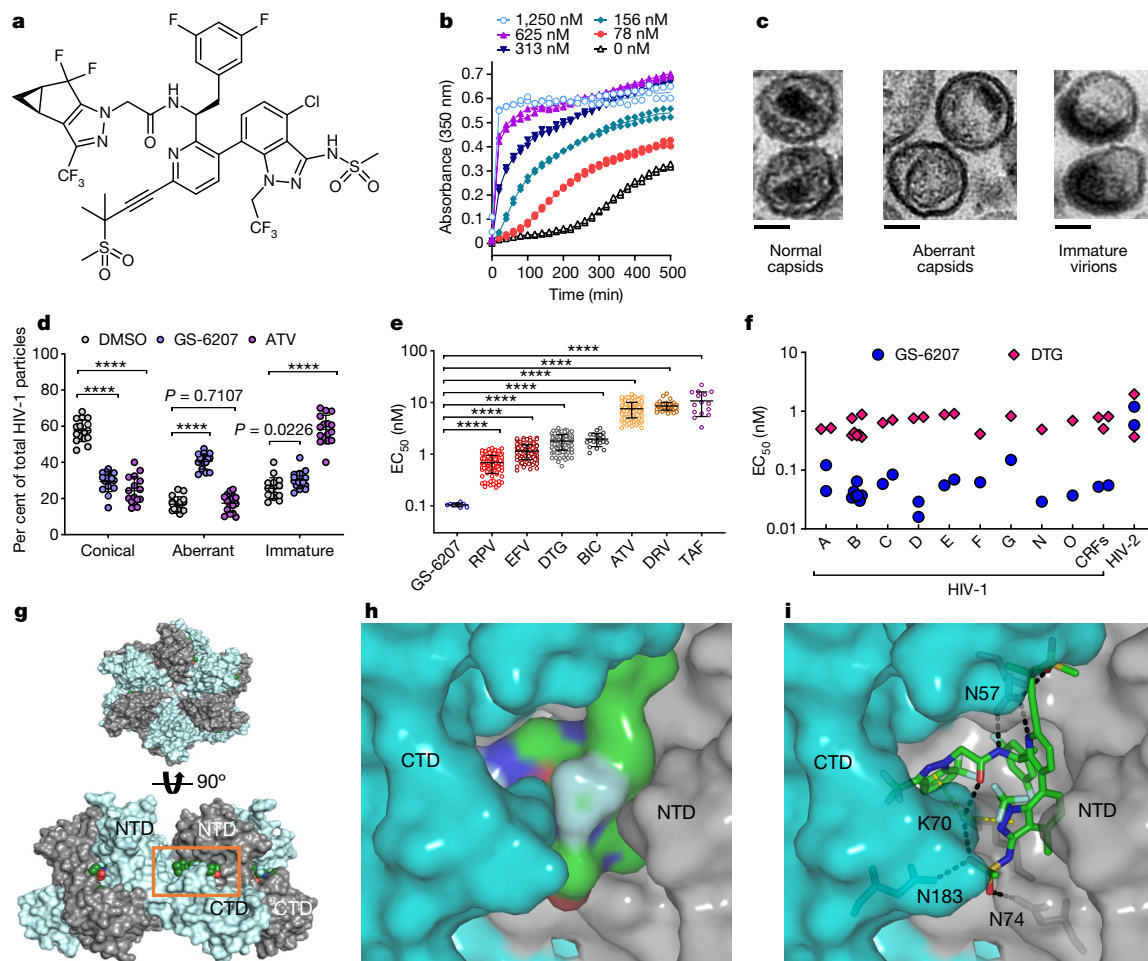 a
F
F
F
F
N
N
O
H
N
CF3
N
Cl
N
N
NH
S
O
O
CF3
S
O
O
b
1,250 nM
625 nM
313 nM
156 nM
78 nM
0 nM
Absorbance (350 nm)
0.7
0.6
0.5
0.4
0.3
0.2
0.1
0
0 100 200 300 400 500
Time (min)
c
Normal
capsids
Aberrant
capsids
Immature
virions
d
DMSO GS-6207 ATV
Per cent of total HIV-1 particles
100
80
60
40
20
0
****
****
P = 0.7107
****
****
P = 0.0226
Conical Aberrant Immature
e
EC50 (nM)
100
10
1
0.1
****
****
****
****
****
****
****
GS-6207 RPV EFV DTG BIC ATV DRV TAF
f
GS-6207 DTG
EC50 (nM)
10
1
0.1
0.01
A B C D E F G N O CRFs HIV-2
HIV-1
g
90º
NTD NTD
CTD CTD
h
CTD
NTD
i
N57
CTD
NTD
K70
N183
N74